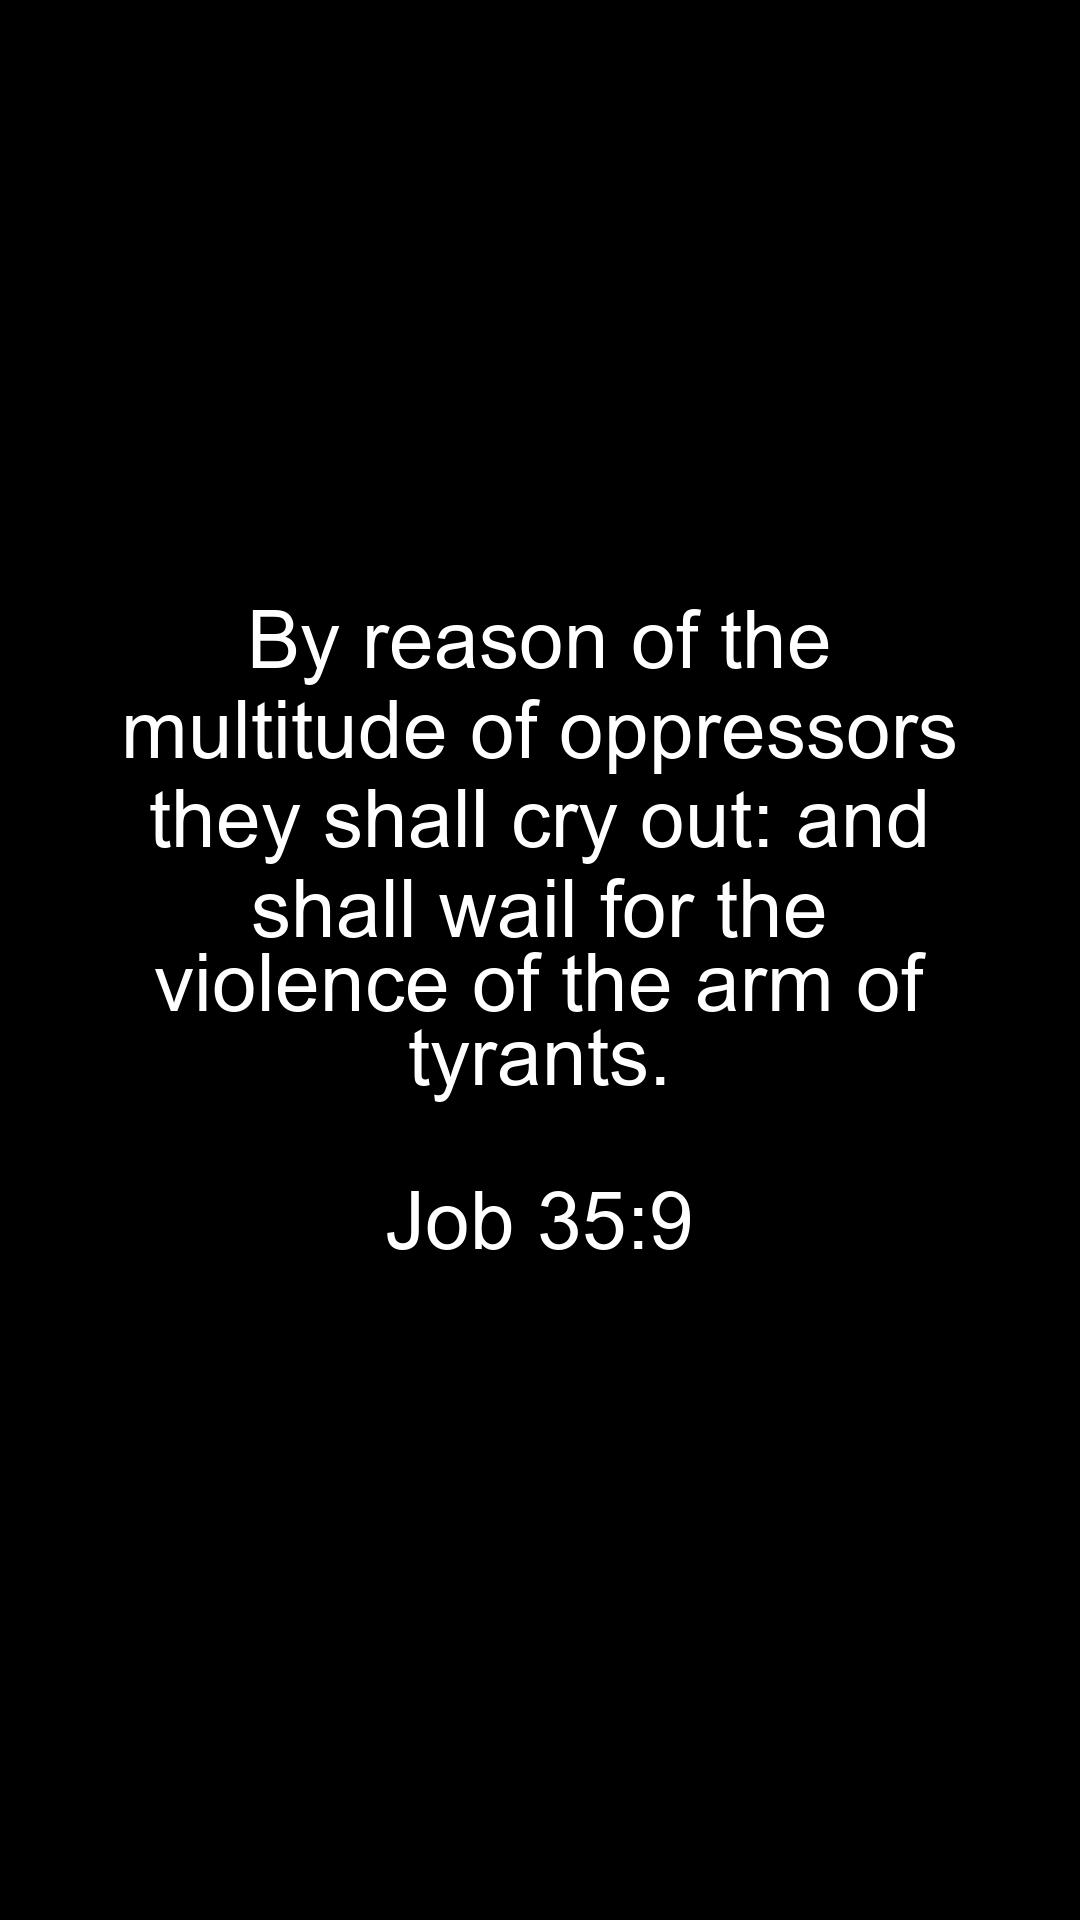 By reason of the
multitude of oppressors
they shall cry out: and
shall wail for the
violence of the arm of
tyrants.
Job 35:9